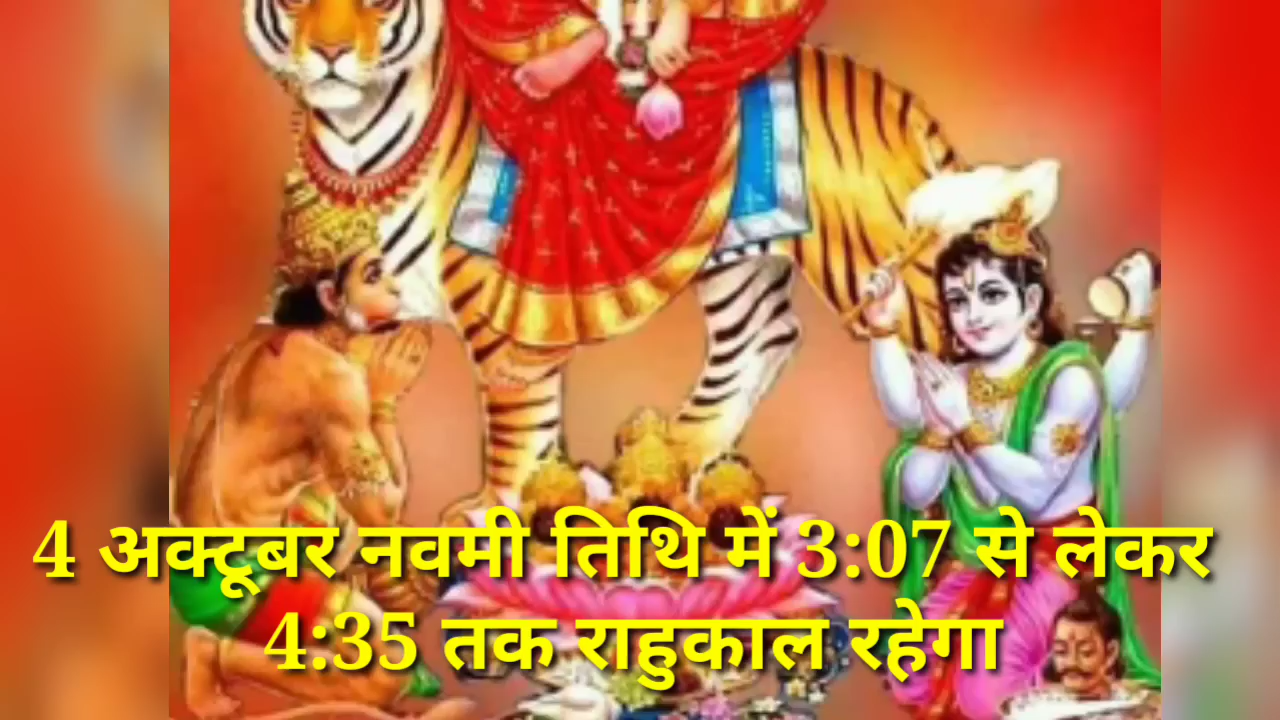 4 अक्टूबर नवमी तिथि में 3:07 से लेकर
4:35 तक राहुकाल रहेगा